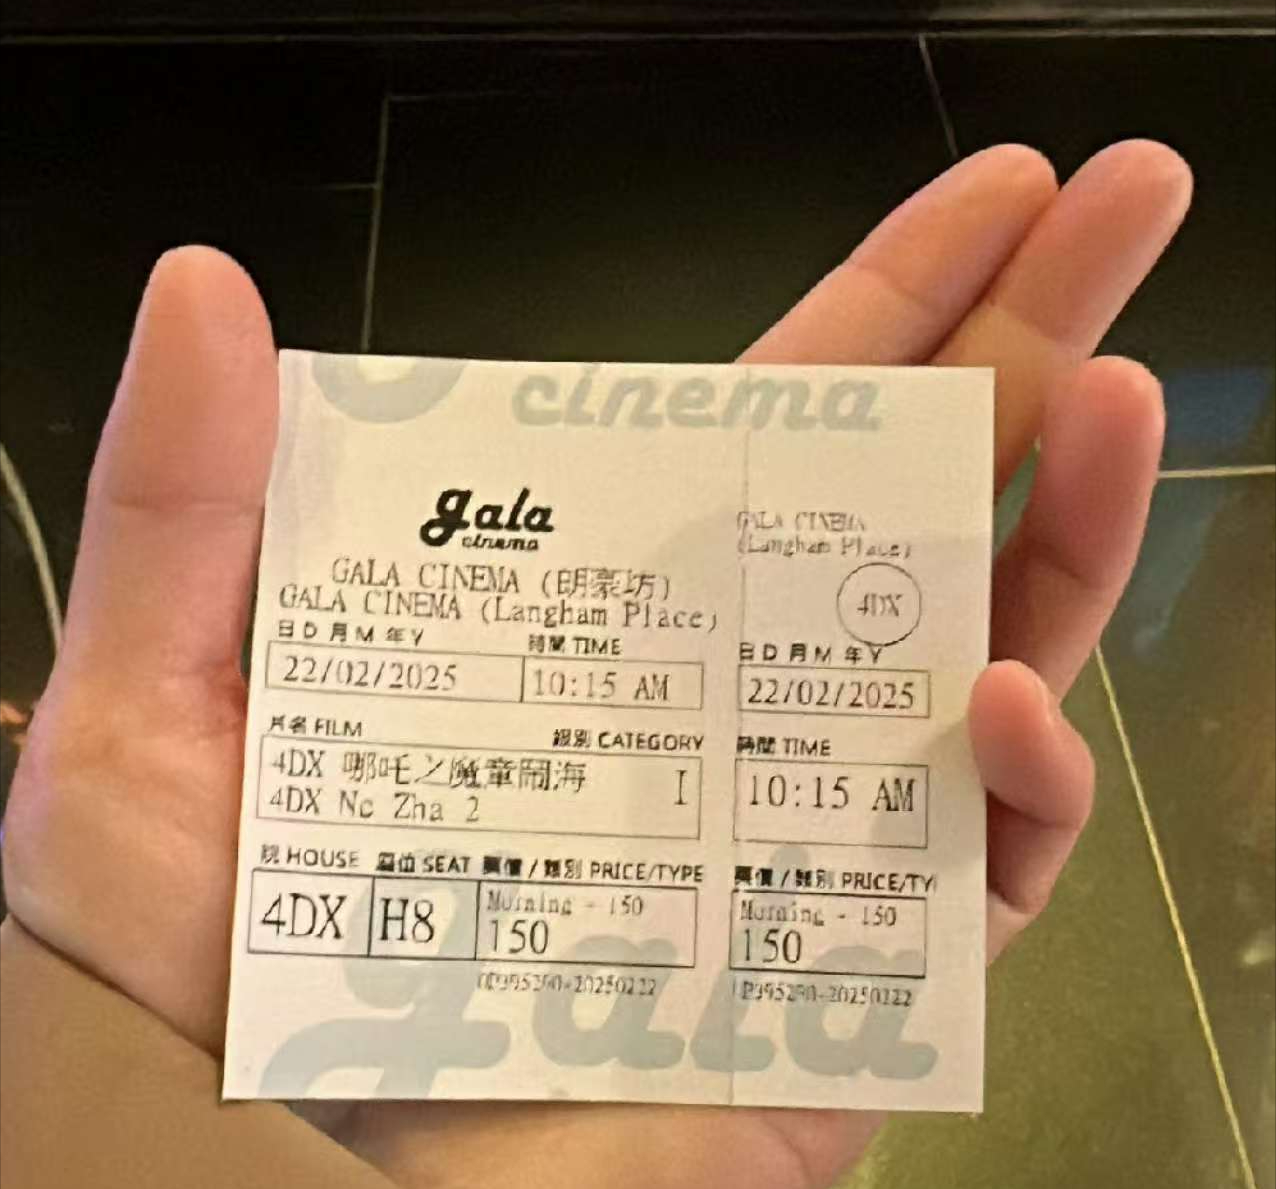 cinema
gala
cinema
GALA CINEMA (朗豪坊)
GALA CINEMA (Langham Place)
日D 月M 年Y 時間 TIME
22/02/2025 10:15 AM
片名 FILM 級別 CATEGORY
4DX 哪吒之魔童鬧海 I
4DX Ne Zha 2
院 HOUSE 座位 SEAT 票價 / 類別 PRICE/TYPE
4DX H8 Morning - 150
150
GALA CINEMA
(Langham Place)
4DX
日D 月M 年Y
22/02/2025
時間 TIME
10:15 AM
票價 / 類別 PRICE/TY
Morning - 150
150
gala